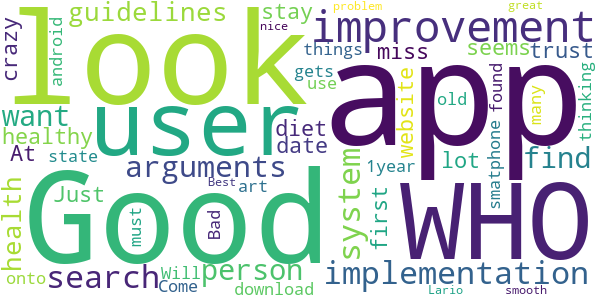 crazy
android
guidelines
stay
nice
improvement
problem
great
look
things
miss
seems
trust
gets
use
app
user
want
healthy
At
state
arguments
diet
date
website
old
smatphone
found
many
thinking
Just
must
Bad
Best
art
system
1year
lot
first
find
Good
WHO
health
onto
search
Will
Come
person
download
implementation
Lario
smooth